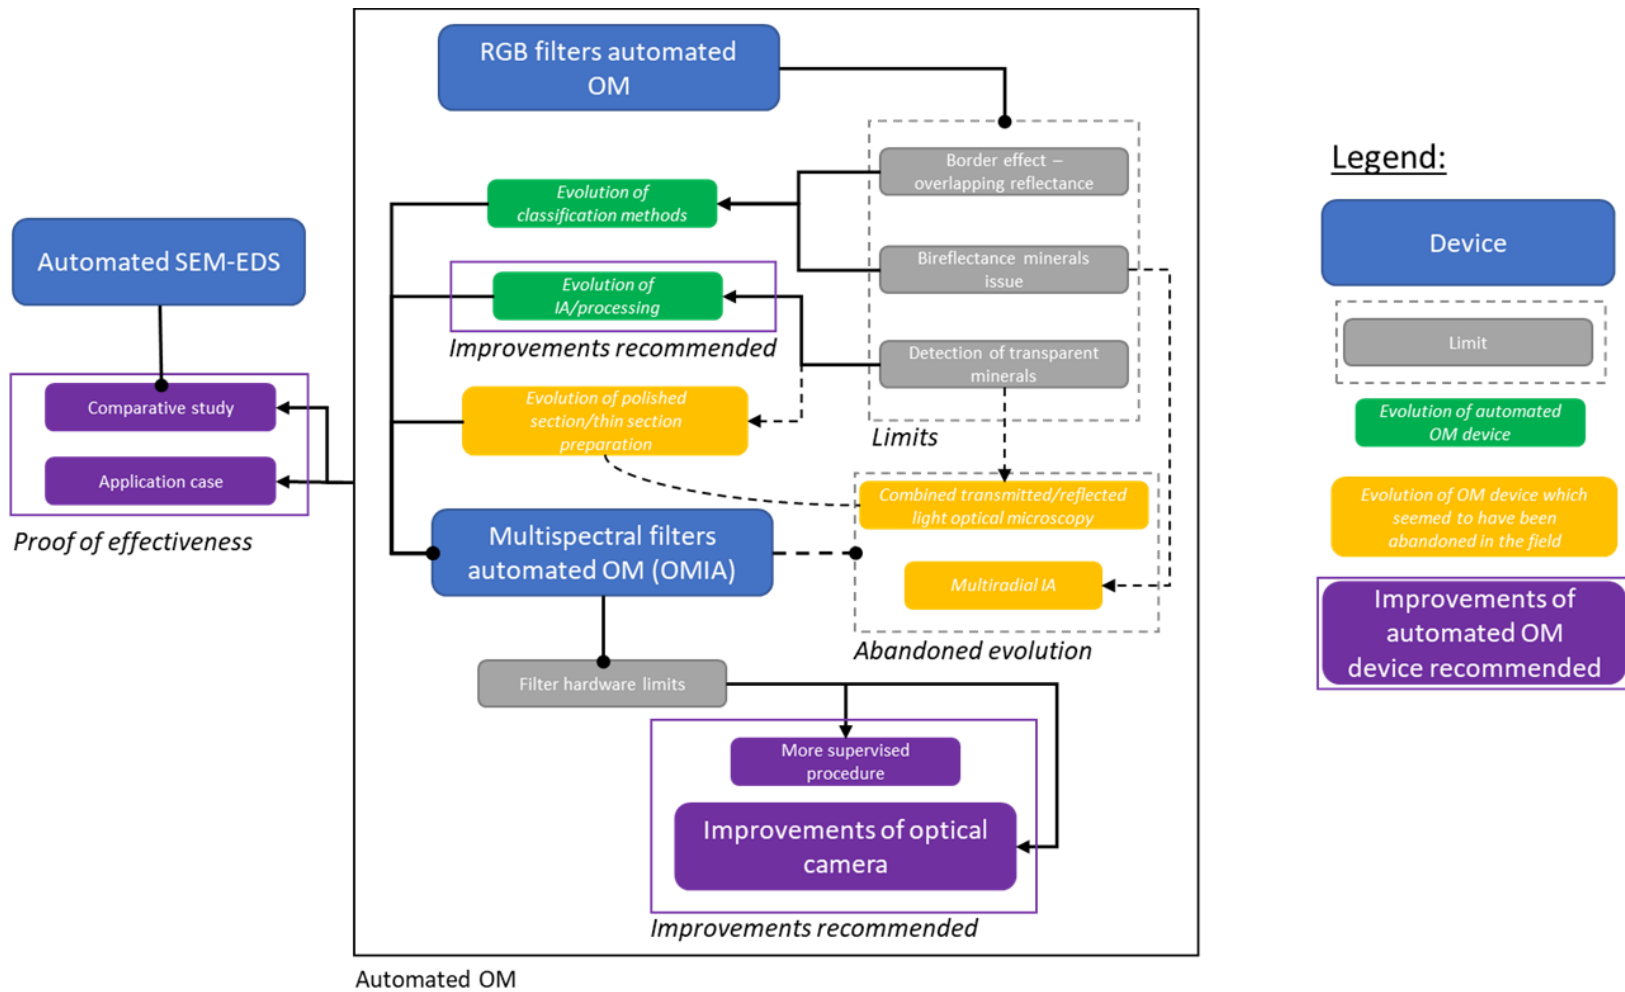 RGB filters automated
OM
Border effect –
overlapping reflectance
Evolution of
classification methods
Automated SEM-EDS
Bireflectance minerals
issue
Evolution of
IA/processing
Improvements recommended
Detection of transparent
minerals
Comparative study
Evolution of polished
section/thin section
preparation
Limits
Application case
Combined transmitted/reflected
light optical microscopy
Proof of effectiveness
Multispectral filters
automated OM (OMIA)
Multiradial IA
Abandoned evolution
Filter hardware limits
More supervised
procedure
Improvements of optical
camera
Improvements recommended
Automated OM
Legend:
Device
Limit
Evolution of automated
OM device
Evolution of OM device which
seemed to have been
abandoned in the field
Improvements of
automated OM
device recommended